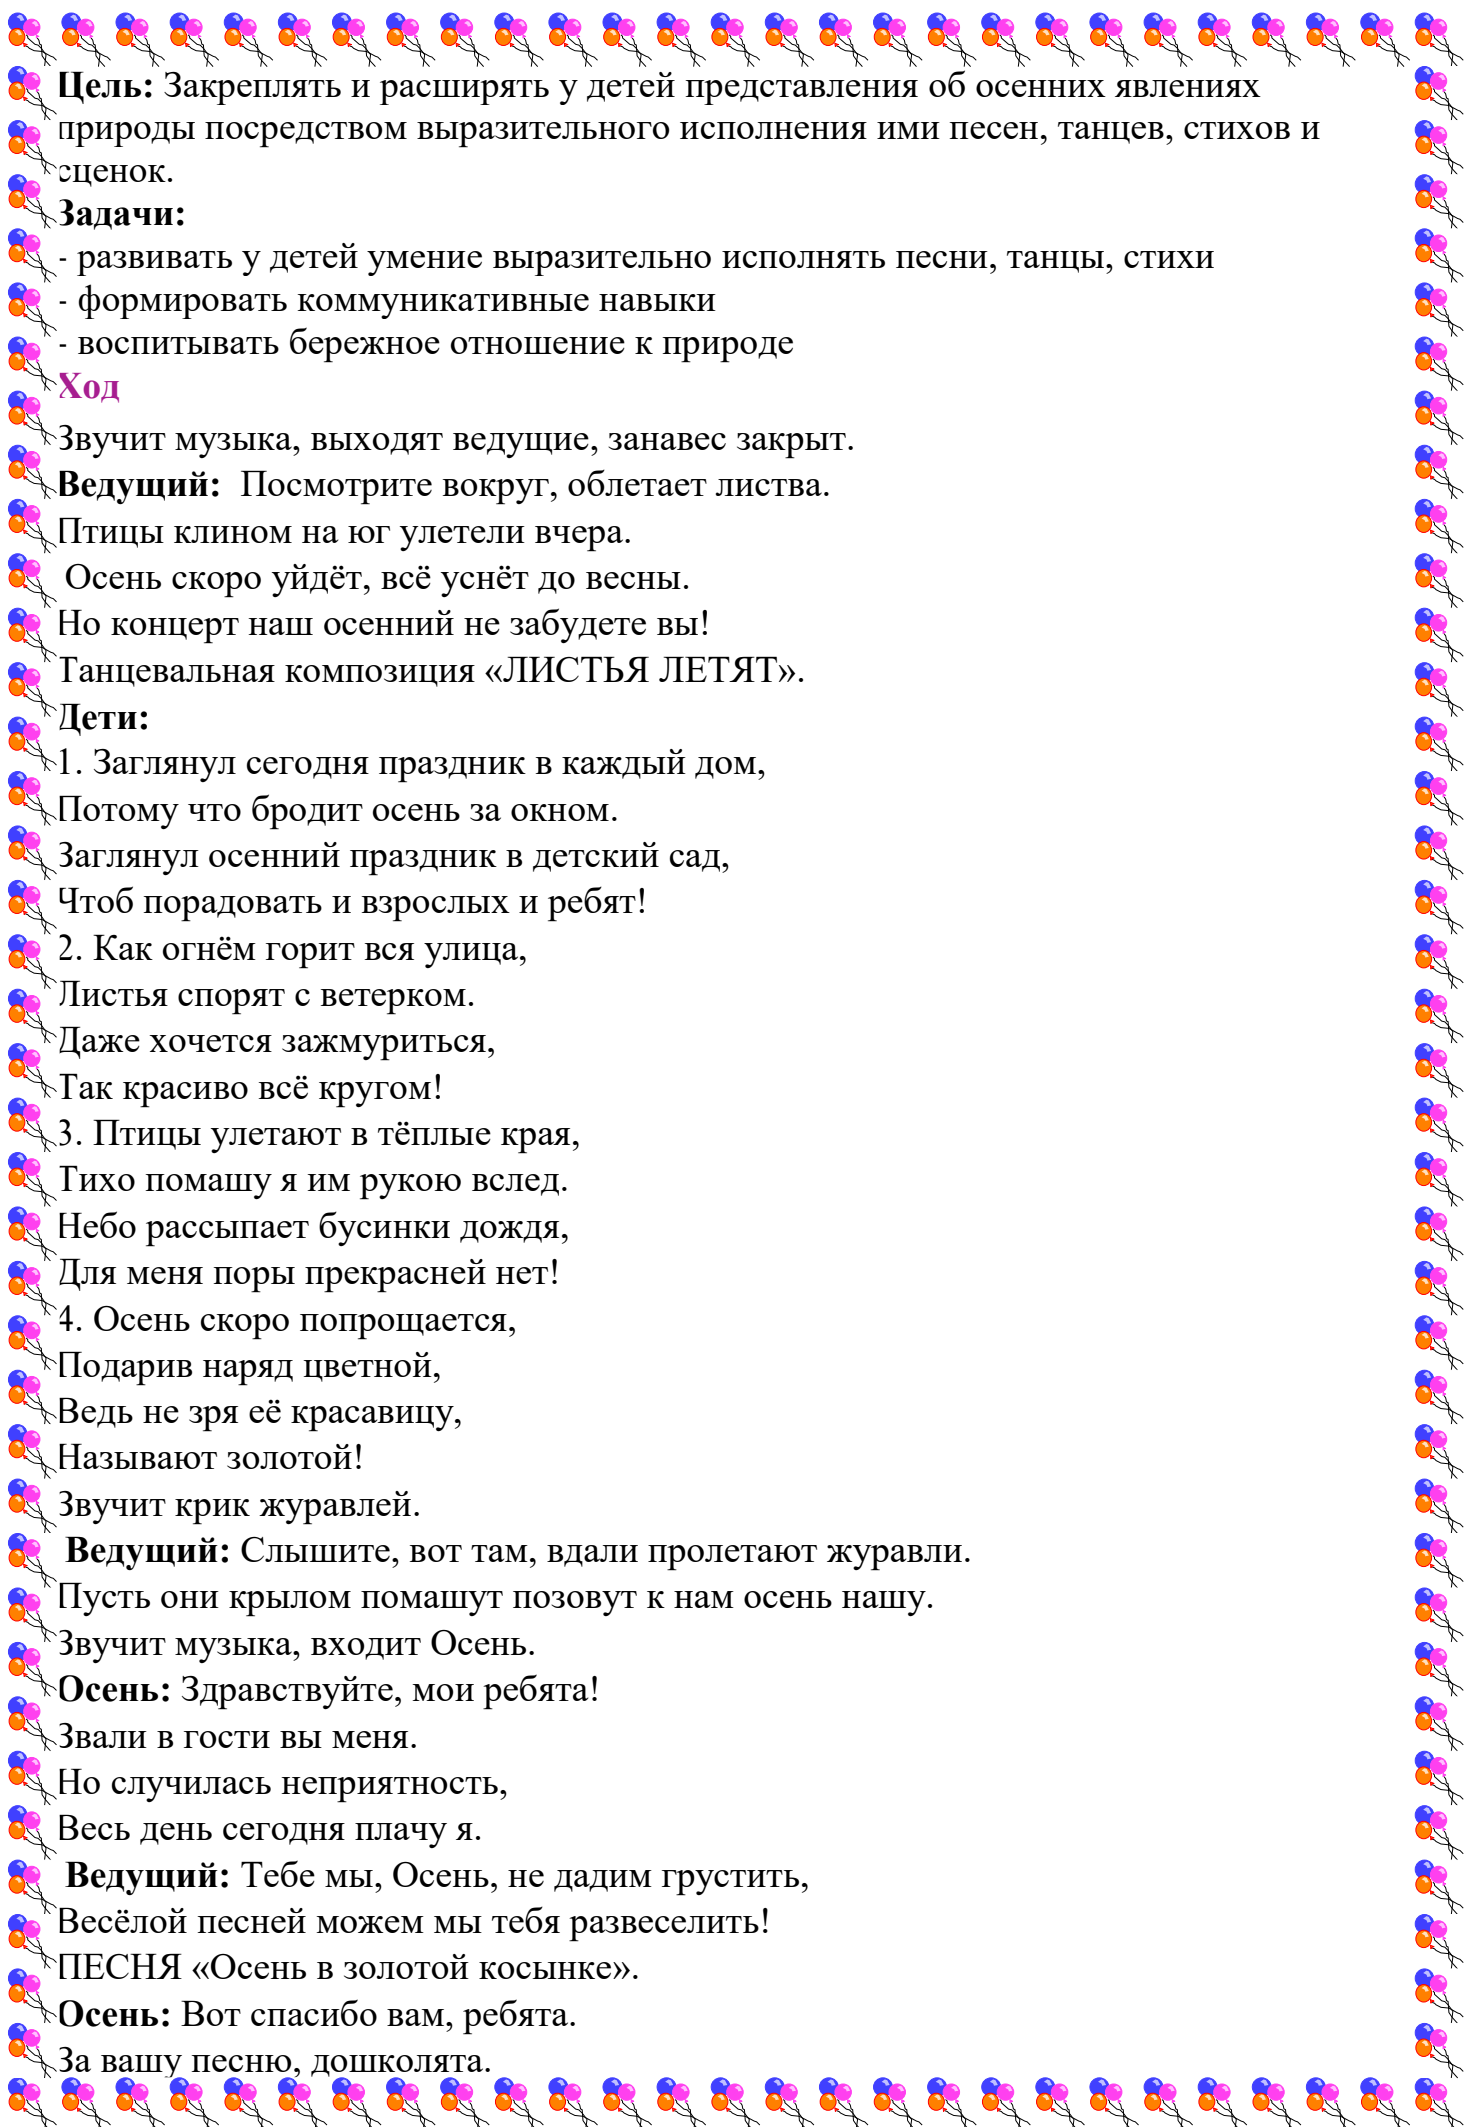 Цель: Закреплять и расширять у детей представления об осенних явлениях
природы посредством выразительного исполнения ими песен, танцев, стихов и
сценок.
Задачи:
- развивать у детей умение выразительно исполнять песни, танцы, стихи
- формировать коммуникативные навыки
- воспитывать бережное отношение к природе
Ход
Звучит музыка, выходят ведущие, занавес закрыт.
Ведущий:  Посмотрите вокруг, облетает листва.
Птицы клином на юг улетели вчера.
Осень скоро уйдёт, всё уснёт до весны.
Но концерт наш осенний не забудете вы!
Танцевальная композиция «ЛИСТЬЯ ЛЕТЯТ».
Дети:
1. Заглянул сегодня праздник в каждый дом,
Потому что бродит осень за окном.
Заглянул осенний праздник в детский сад,
Чтоб порадовать и взрослых и ребят!
2. Как огнём горит вся улица,
Листья спорят с ветерком.
Даже хочется зажмуриться,
Так красиво всё кругом!
3. Птицы улетают в тёплые края,
Тихо помашу я им рукою вслед.
Небо рассыпает бусинки дождя,
Для меня поры прекрасней нет!
4. Осень скоро попрощается,
Подарив наряд цветной,
Ведь не зря её красавицу,
Называют золотой!
Звучит крик журавлей.
Ведущий: Слышите, вот там, вдали пролетают журавли.
Пусть они крылом помашут позовут к нам осень нашу.
Звучит музыка, входит Осень.
Осень: Здравствуйте, мои ребята!
Звали в гости вы меня.
Но случилась неприятность,
Весь день сегодня плачу я.
Ведущий: Тебе мы, Осень, не дадим грустить,
Весёлой песней можем мы тебя развеселить!
ПЕСНЯ «Осень в золотой косынке».
Осень: Вот спасибо вам, ребята.
За вашу песню, дошколята.